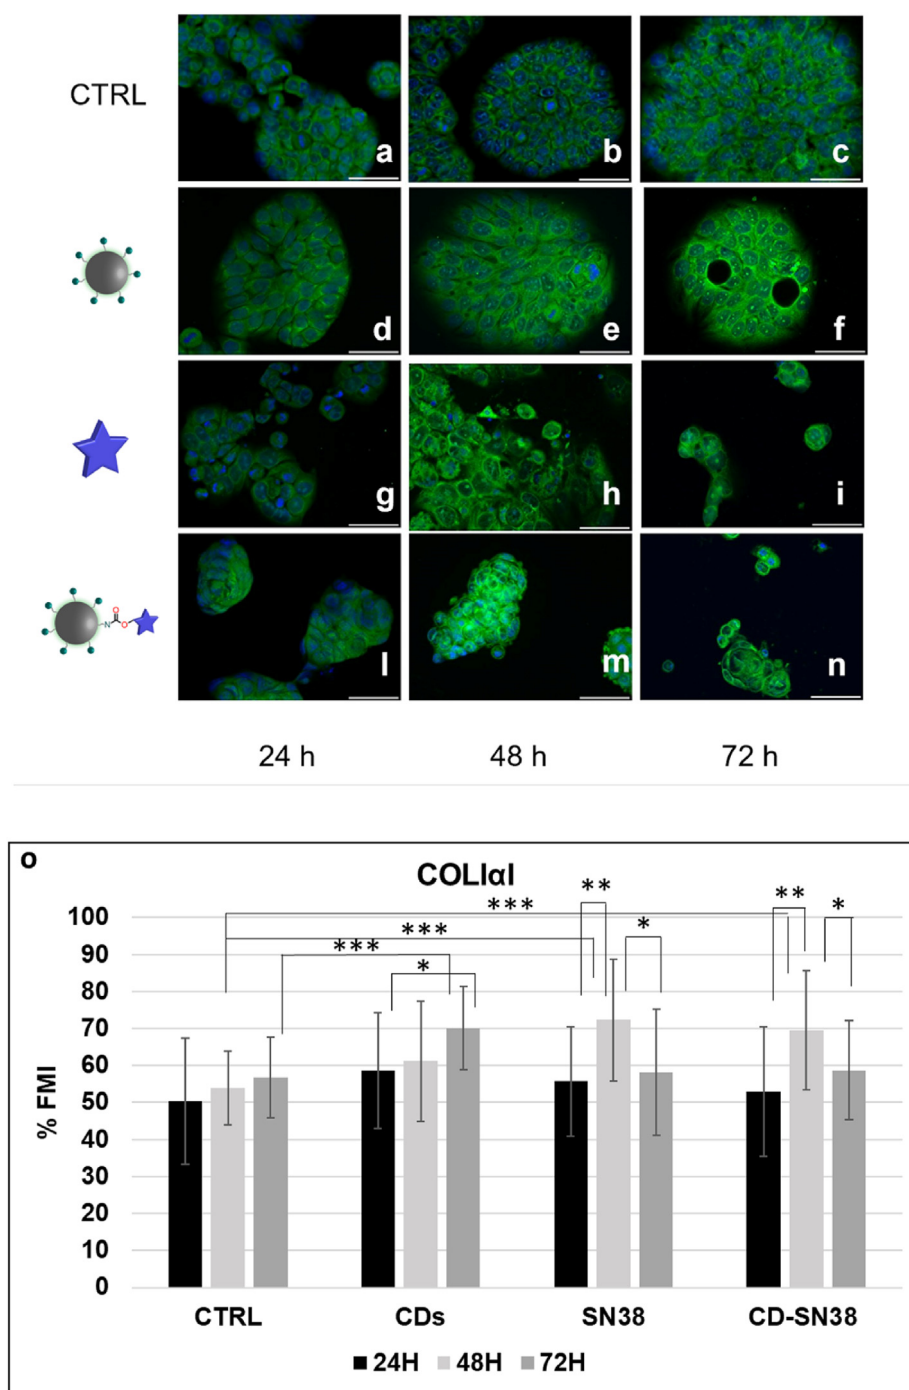 CTRL
a
b
c
d
e
f
g
h
i
N
O
O
l
m
n
24 h
48 h
72 h
o
COLIαI
% FMI
100
90
80
70
60
50
40
30
20
10
0
***
***
***
*
**
*
**
*
CTRL
CDs
SN38
CD-SN38
24H
48H
72H